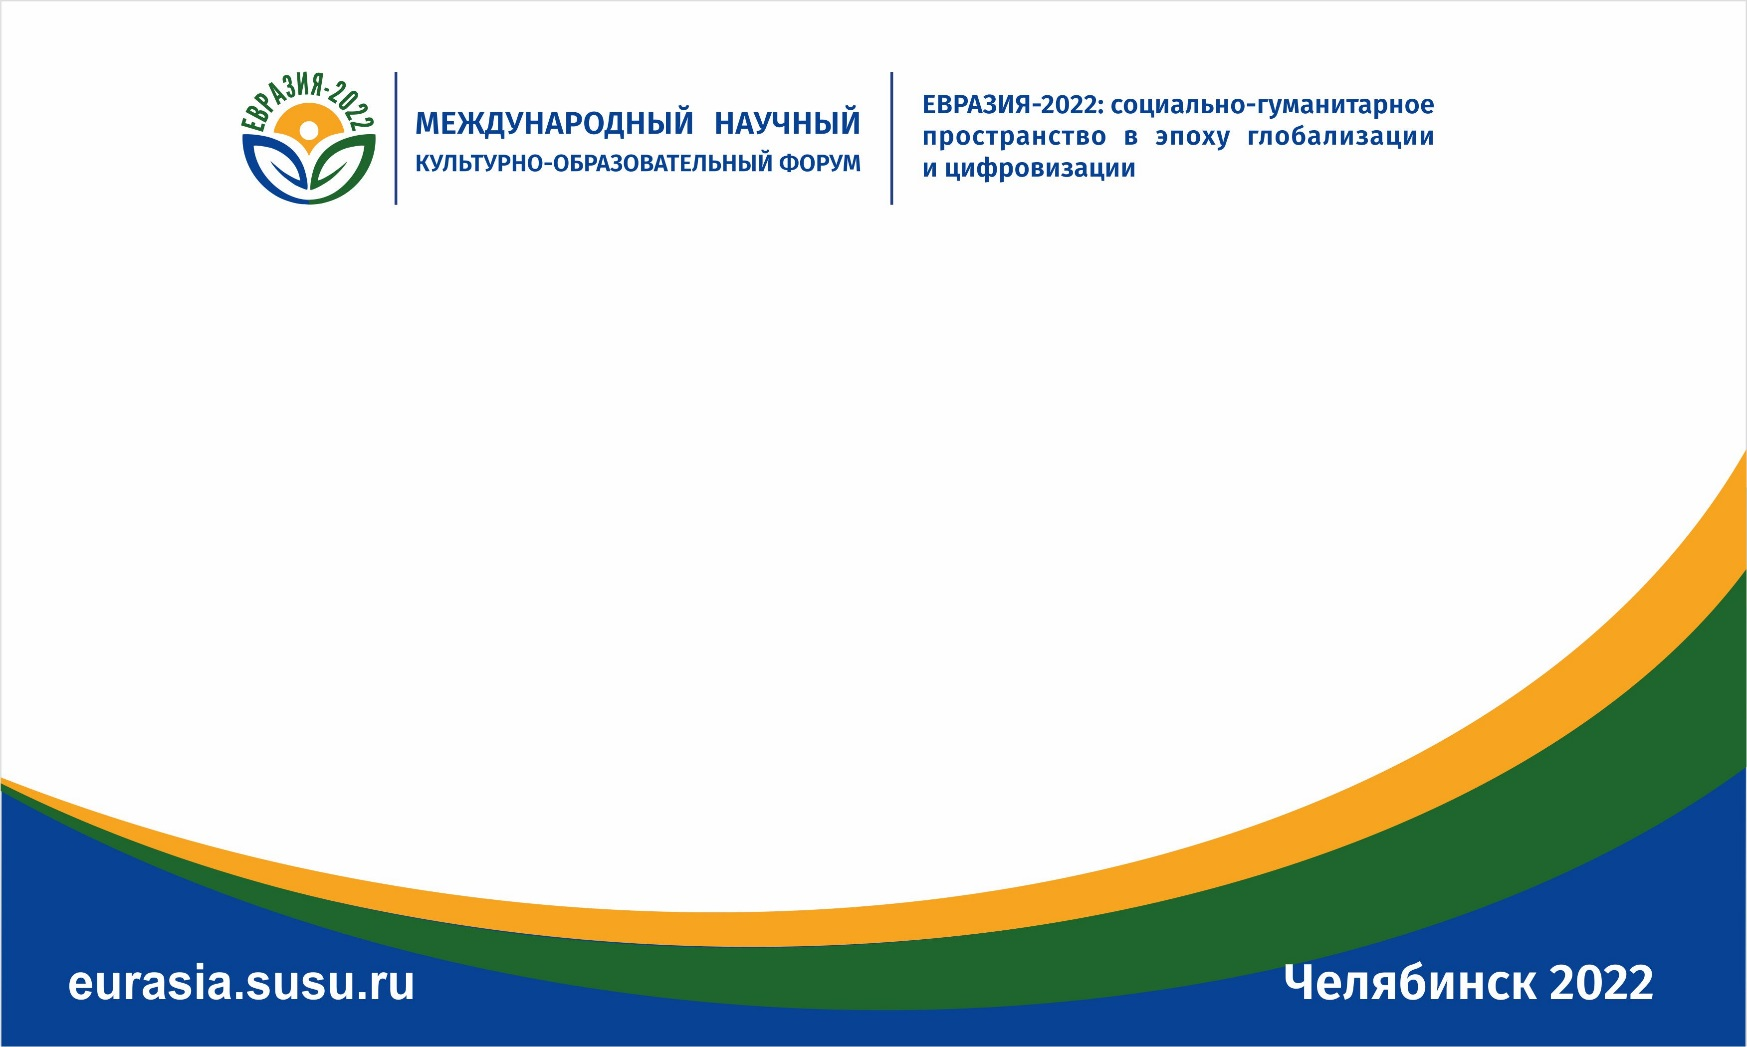 ЕВРАЗИЯ-2022
МЕЖДУНАРОДНЫЙ НАУЧНЫЙ
КУЛЬТУРНО-ОБРАЗОВАТЕЛЬНЫЙ ФОРУМ
ЕВРАЗИЯ-2022: социально-гуманитарное
пространство в эпоху глобализации
и цифровизации
eurasia.susu.ru
Челябинск 2022